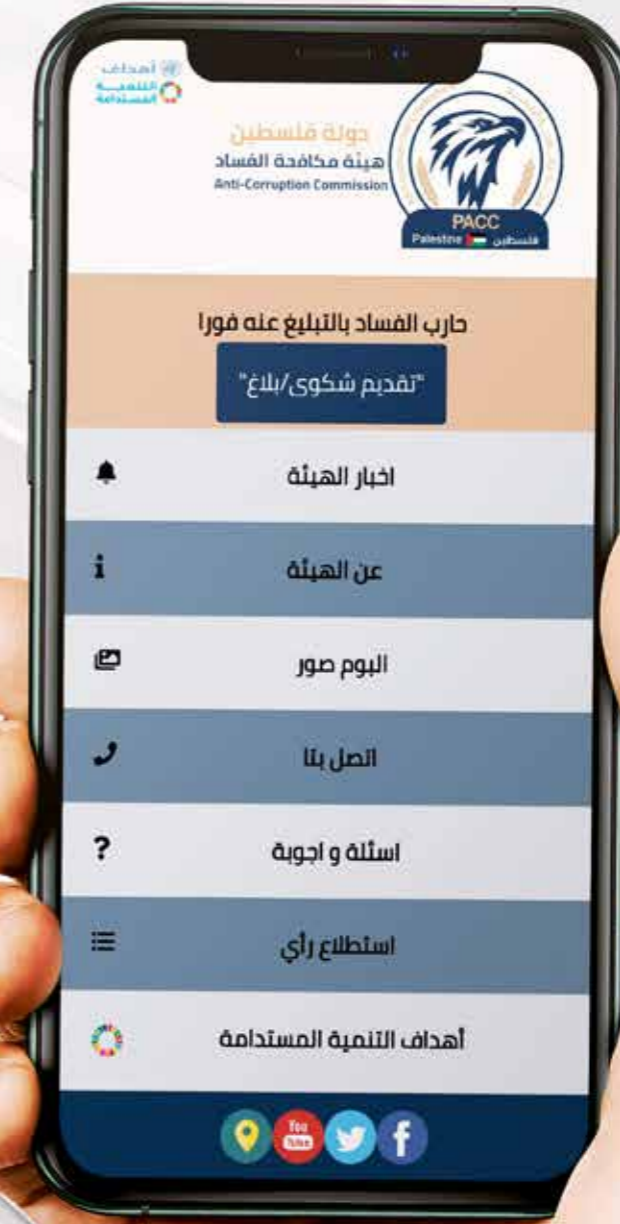 أهداف
التنمية
المستدامة
دولة فلسطين
هيئة مكافحة الفساد
Anti-Corruption Commission
PACC
Palestine فلسطين
حارب الفساد بالتبليغ عنه فورا
"تقديم شكوى/بلاغ"
اخبار الهيئة
عن الهيئة
البوم صور
اتصل بنا
اسئلة و اجوبة
استطلاع رأي
أهداف التنمية المستدامة
You
Tube
f